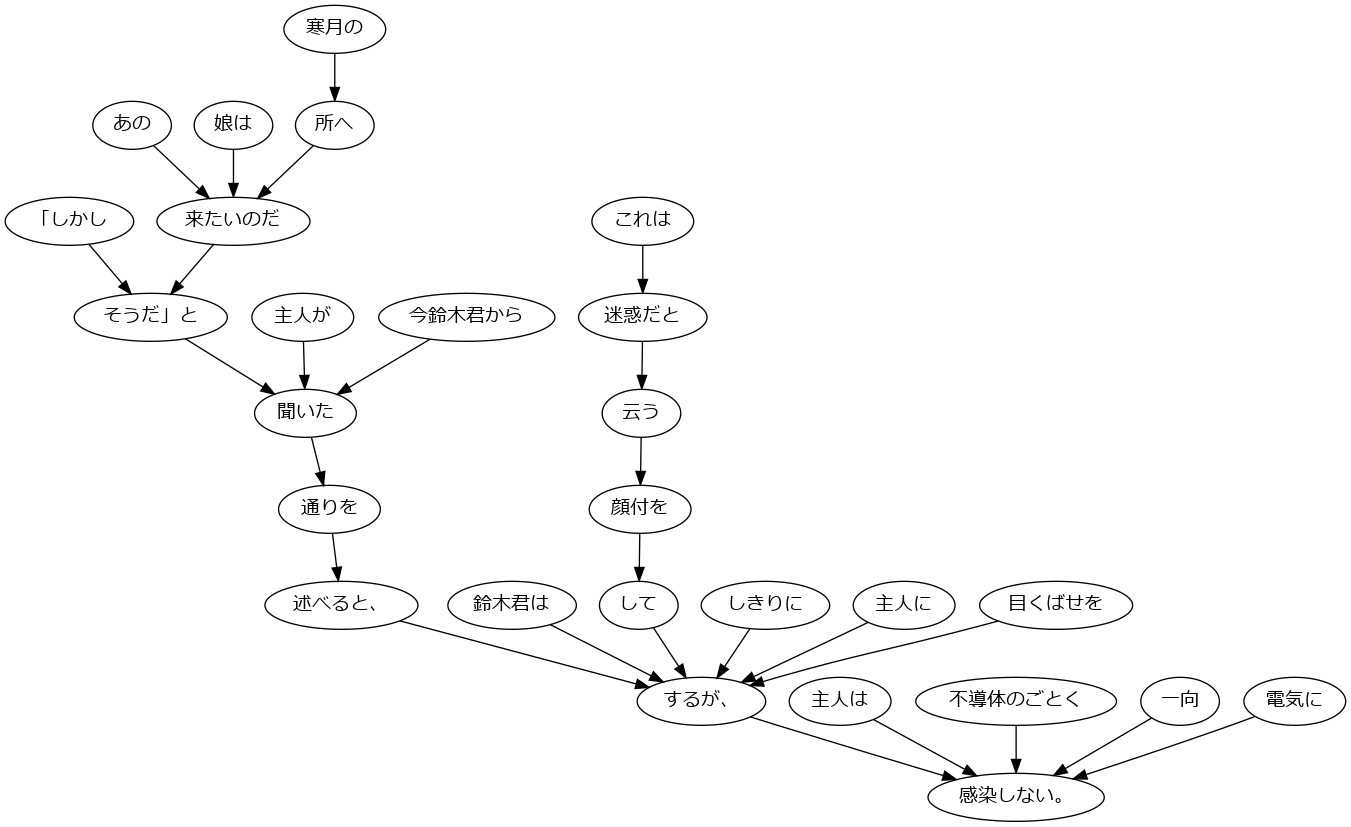 寒月の
あの
娘は
所へ
「しかし
来たいのだ
これは
そうだ」と
主人が
今鈴木君から
迷惑だと
聞いた
云う
通りを
顔付を
述べると、
鈴木君は
して
しきりに
主人に
目くばせを
するが、
主人は
不導体のごとく
一向
電気に
感染しない。